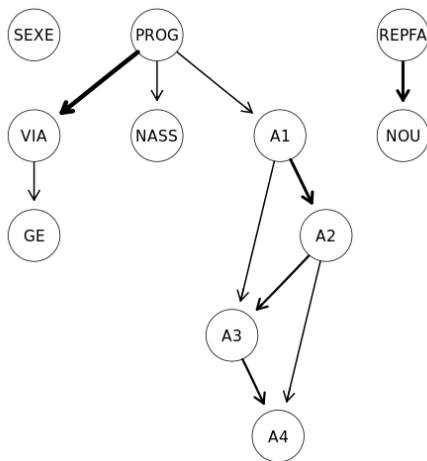 SEXE PROG REPFA
VIA NASS A1 NOU
GE A2
A3
A4